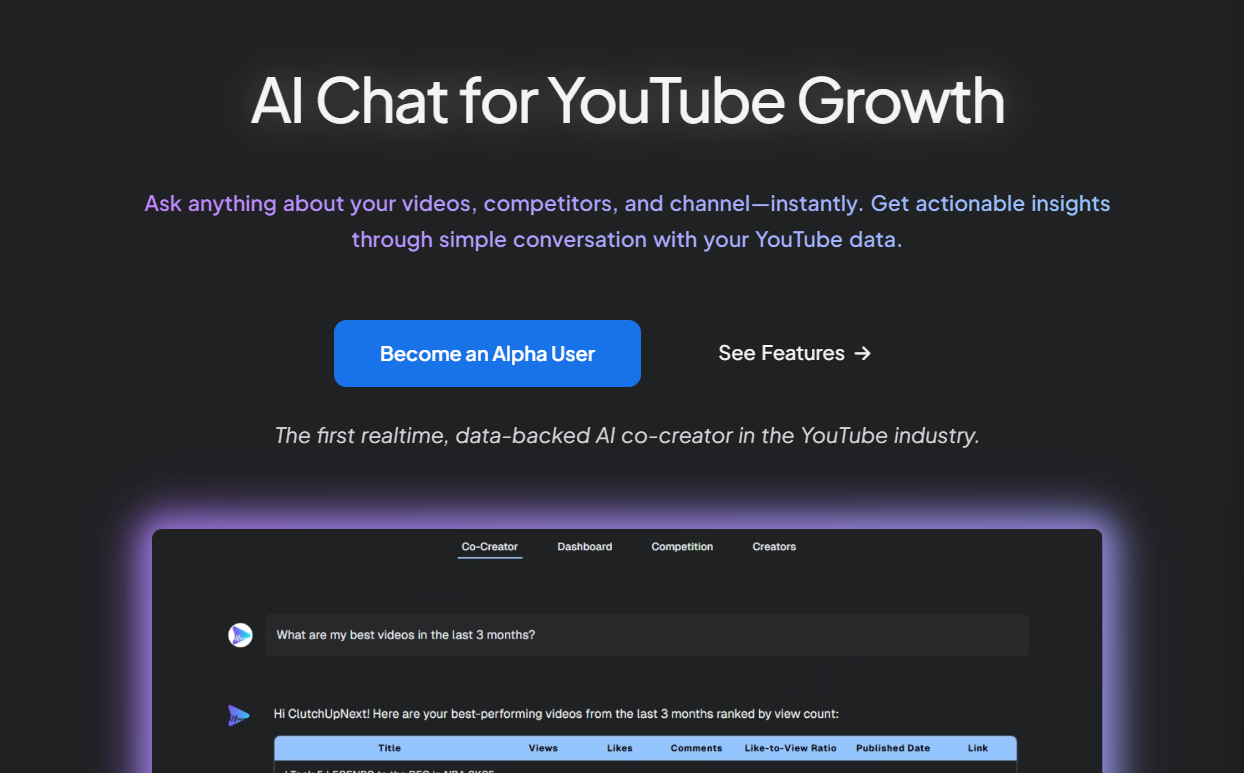 AI Chat for YouTube Growth
Ask anything about your videos, competitors, and channel—instantly. Get actionable insights
through simple conversation with your YouTube data.
Become an Alpha User
See Features →
The first realtime, data-backed AI co-creator in the YouTube industry.
Co-Creator Dashboard Competition Creators
What are my best videos in the last 3 months?
Hi ClutchUpNext! Here are your best-performing videos from the last 3 months ranked by view count:
Title Views Likes Comments Like-to-View Ratio Published Date Link